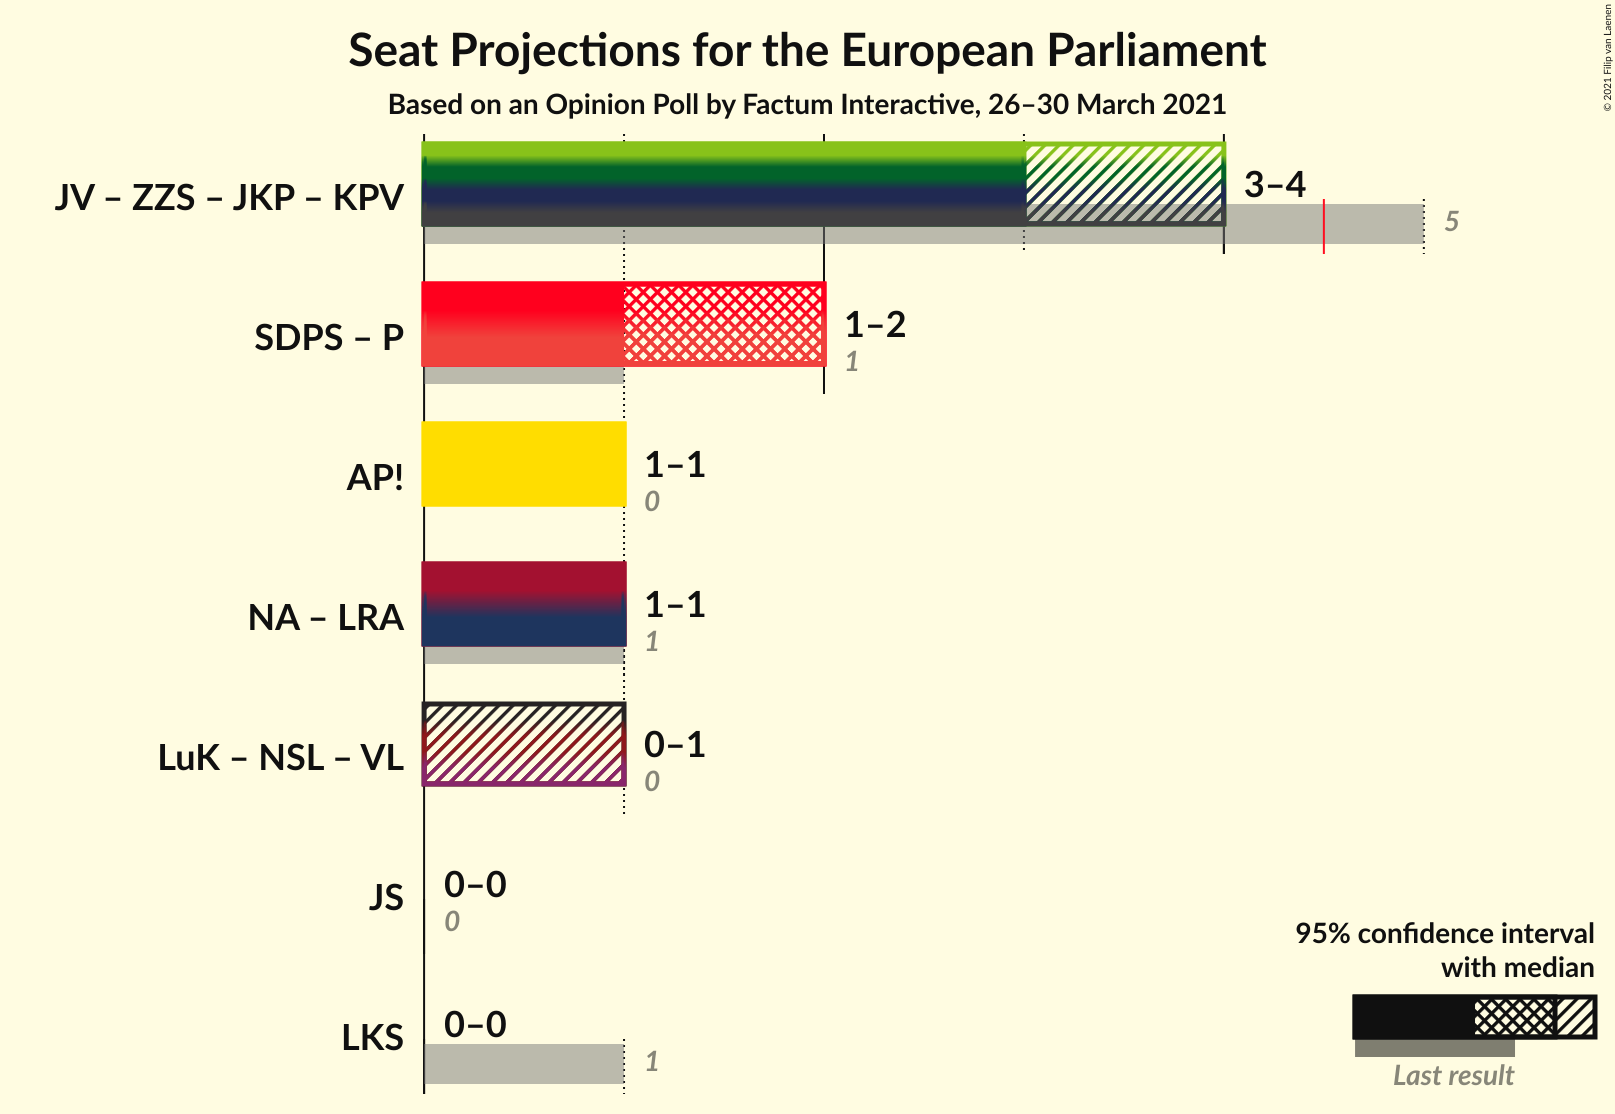 Seat Projections for the European Parliament
Based on an Opinion Poll by Factum Interactive, 26–30 March 2021
© 2021 Filip van Laenen
JV – ZZS – JKP – KPV
3–4
5
SDPS – P
1–2
1
AP!
1–1
0
NA – LRA
1–1
1
LuK – NSL – VL
0–1
0
JS
0–0
0
LKS
0–0
1
95% confidence interval
with median
Last result